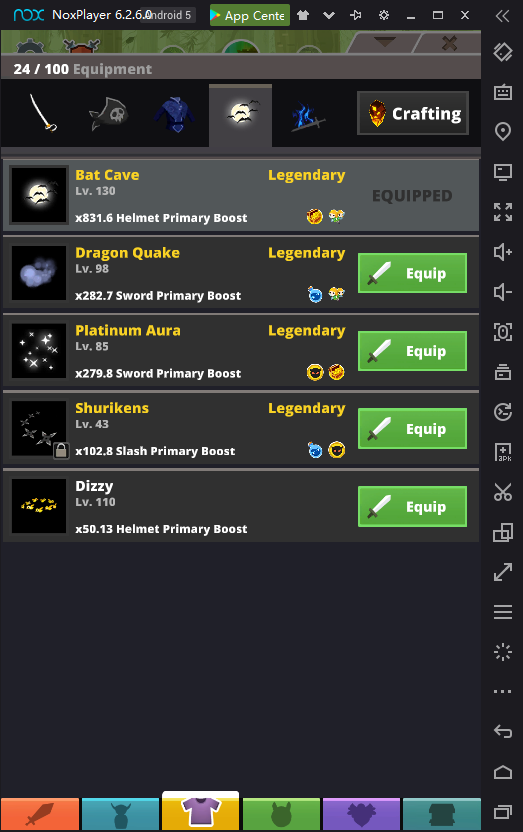 nox NoxPlayer 6.2.6.0 Android 5 App Cente
24 / 100 Equipment
Crafting
Bat Cave Legendary
Lv. 130
EQUIPPED
x831.6 Helmet Primary Boost
Dragon Quake Legendary
Lv. 98
Equip
x282.7 Sword Primary Boost
Platinum Aura Legendary
Lv. 85
Equip
x279.8 Sword Primary Boost
Shurikens Legendary
Lv. 43
Equip
x102.8 Slash Primary Boost
Dizzy
Lv. 110
Equip
x50.13 Helmet Primary Boost